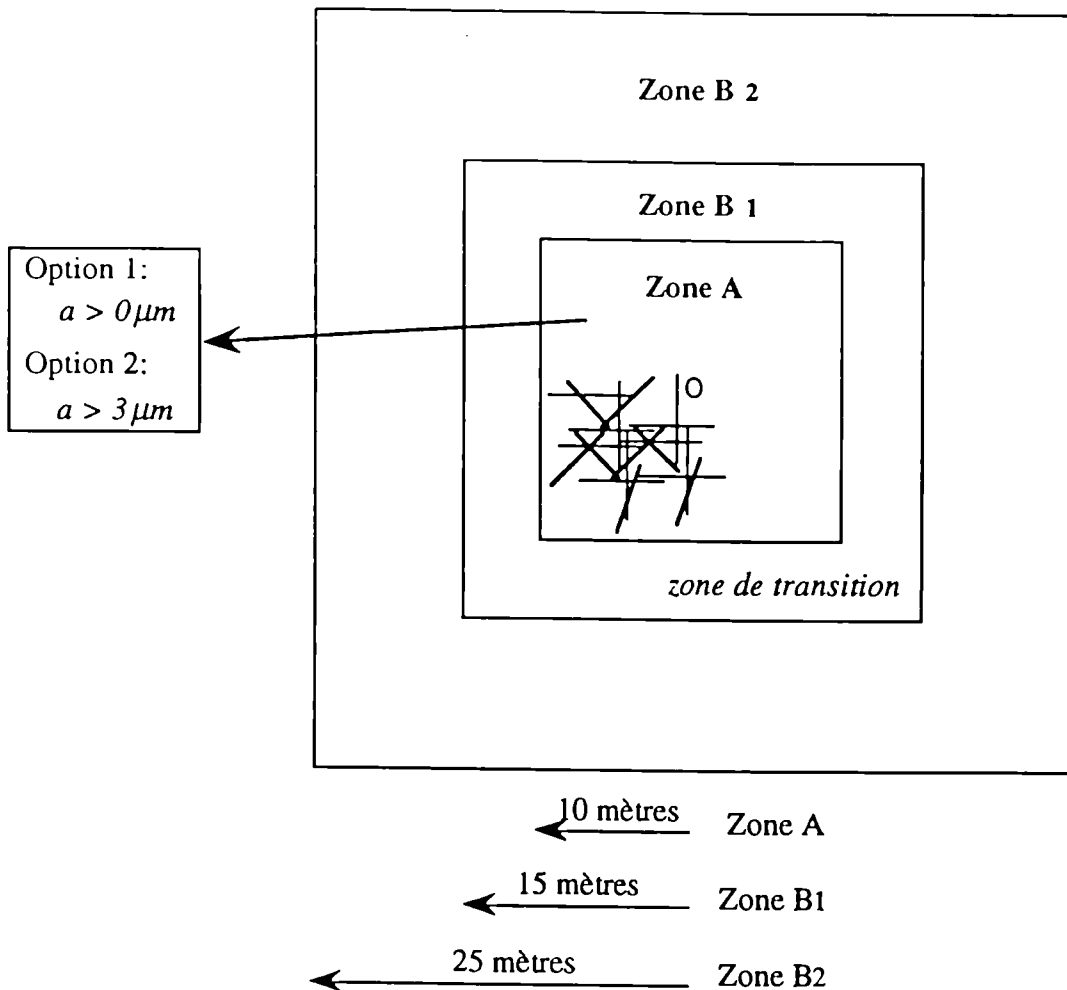 Zone B 2
Zone B 1
Zone A
Option 1:
a > 0 µm
Option 2:
a > 3 µm
O
zone de transition
10 mètres Zone A
15 mètres Zone B1
25 mètres Zone B2